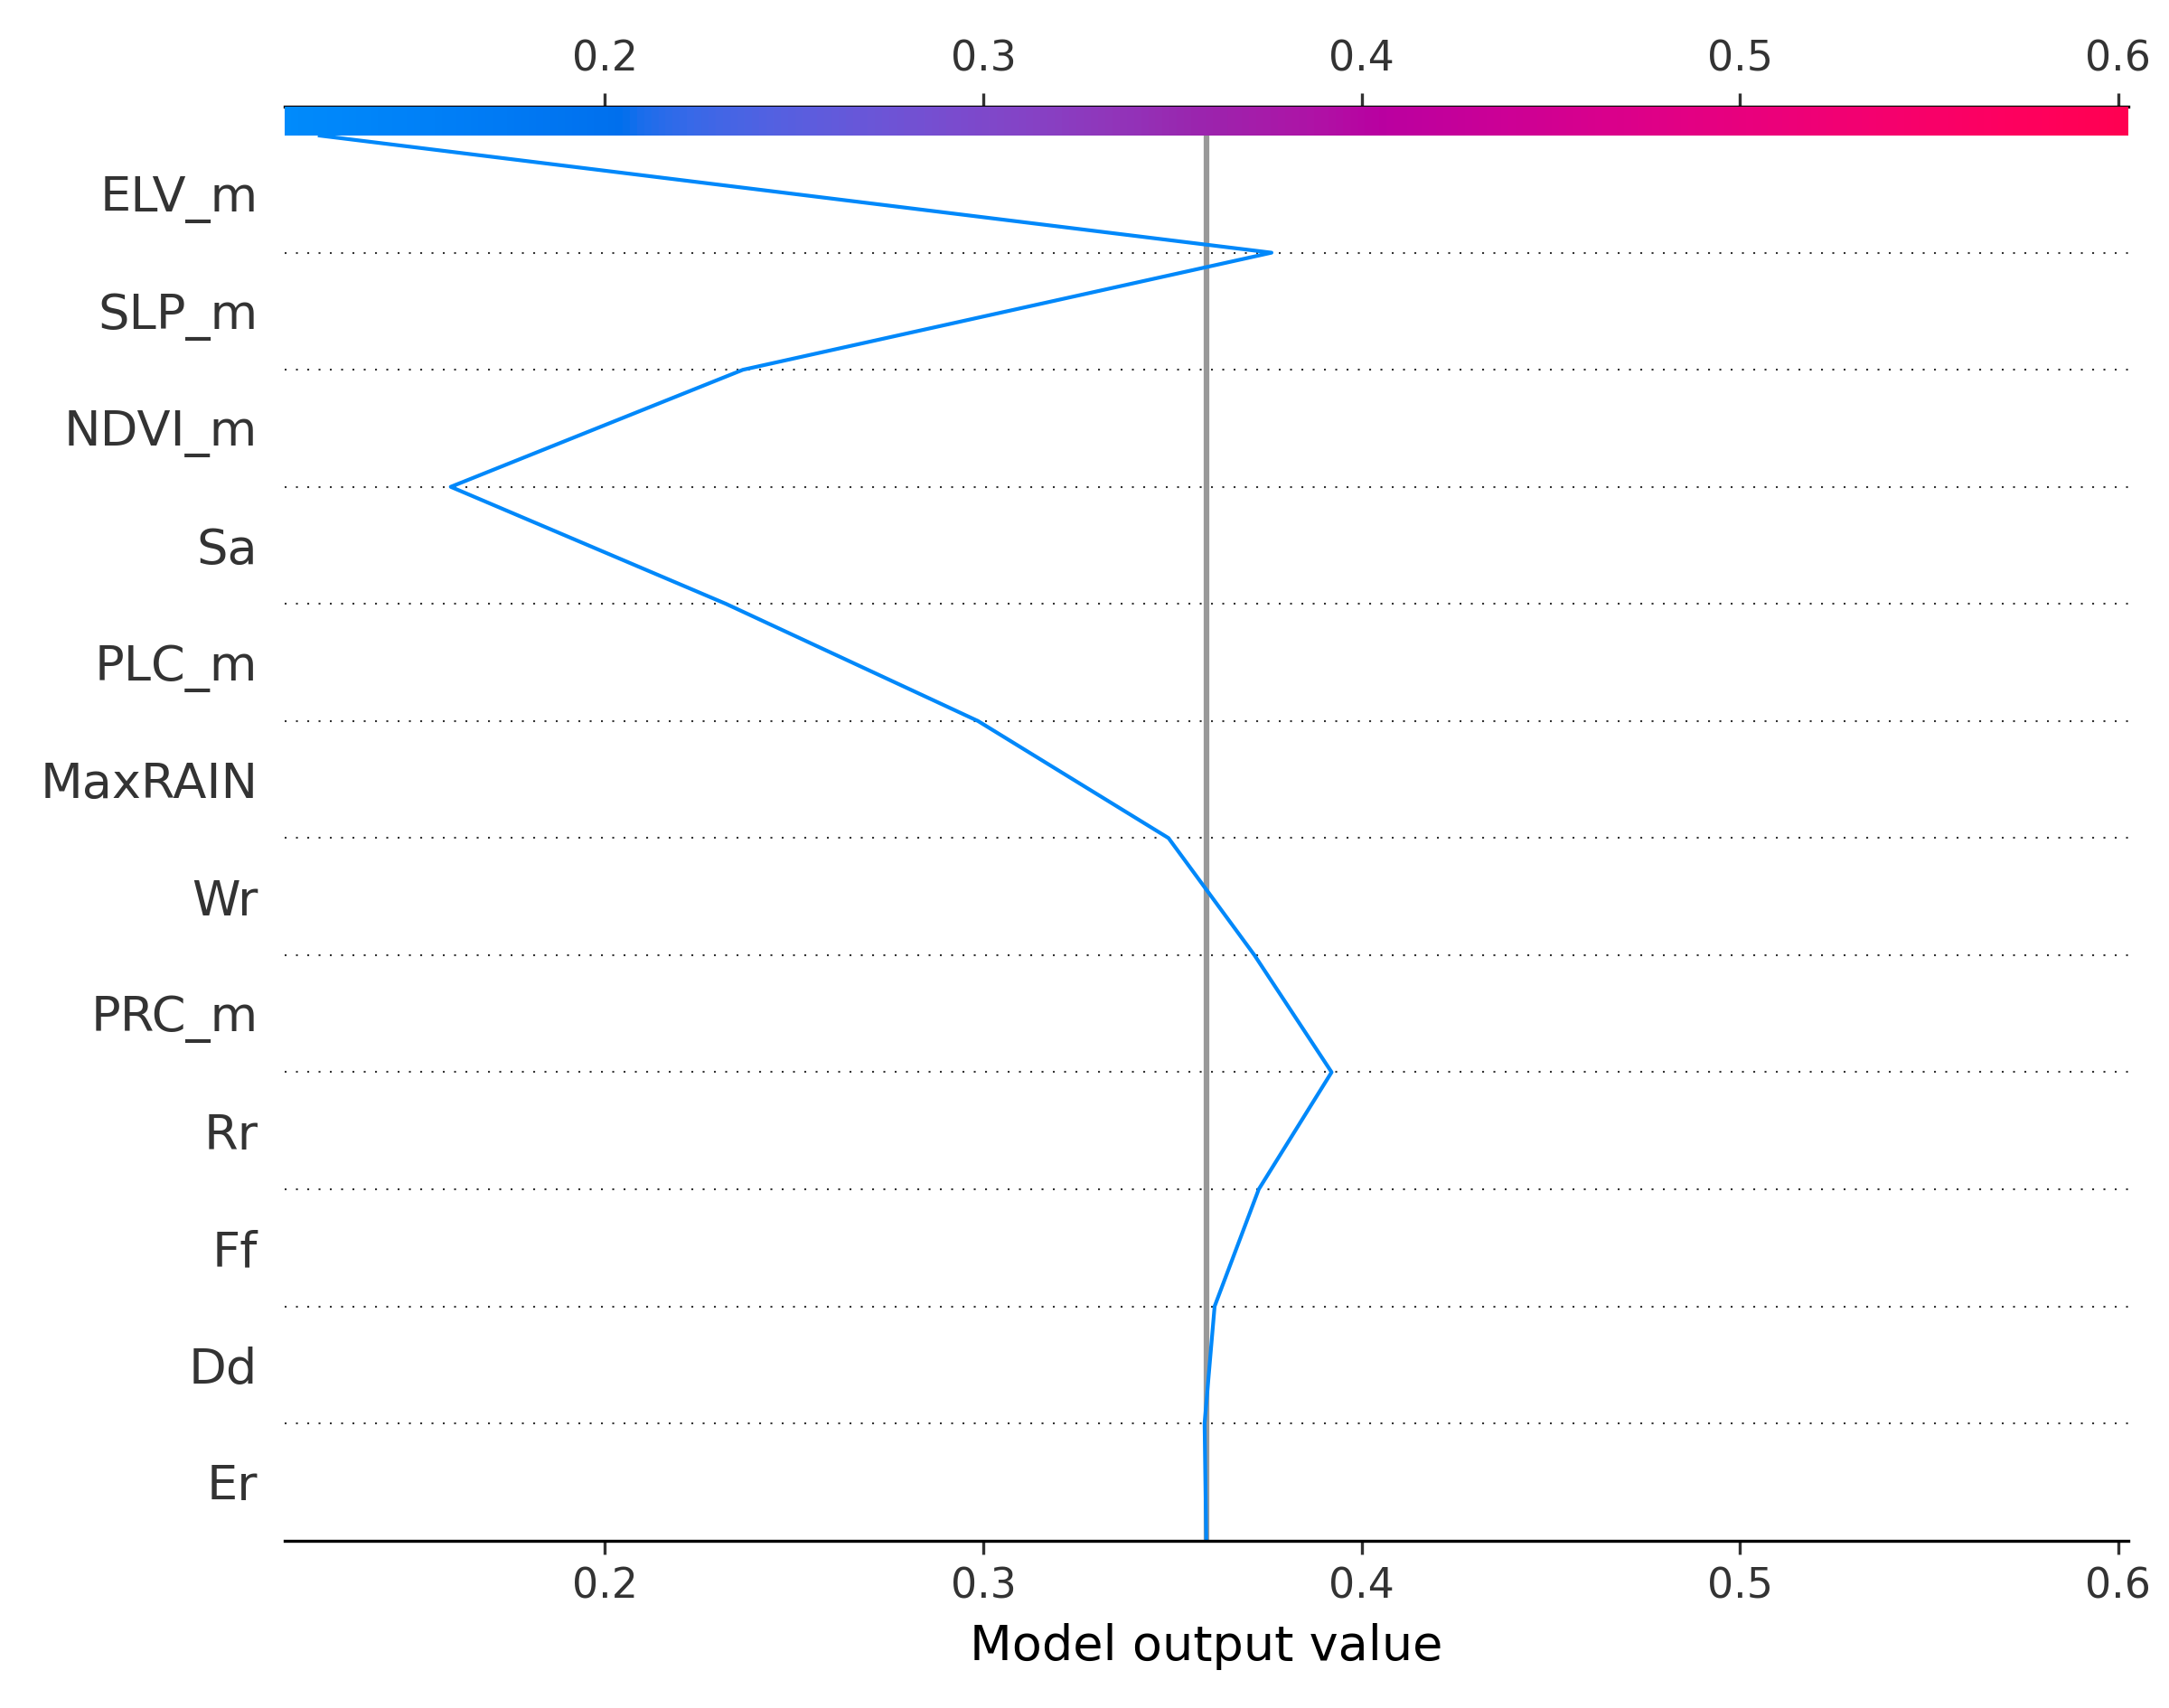 0.2 0.3 0.4 0.5 0.6
ELV_m
SLP_m
NDVI_m
Sa
PLC_m
MaxRAIN
Wr
PRC_m
Rr
Ff
Dd
Er
0.2 0.3 0.4 0.5 0.6
Model output value